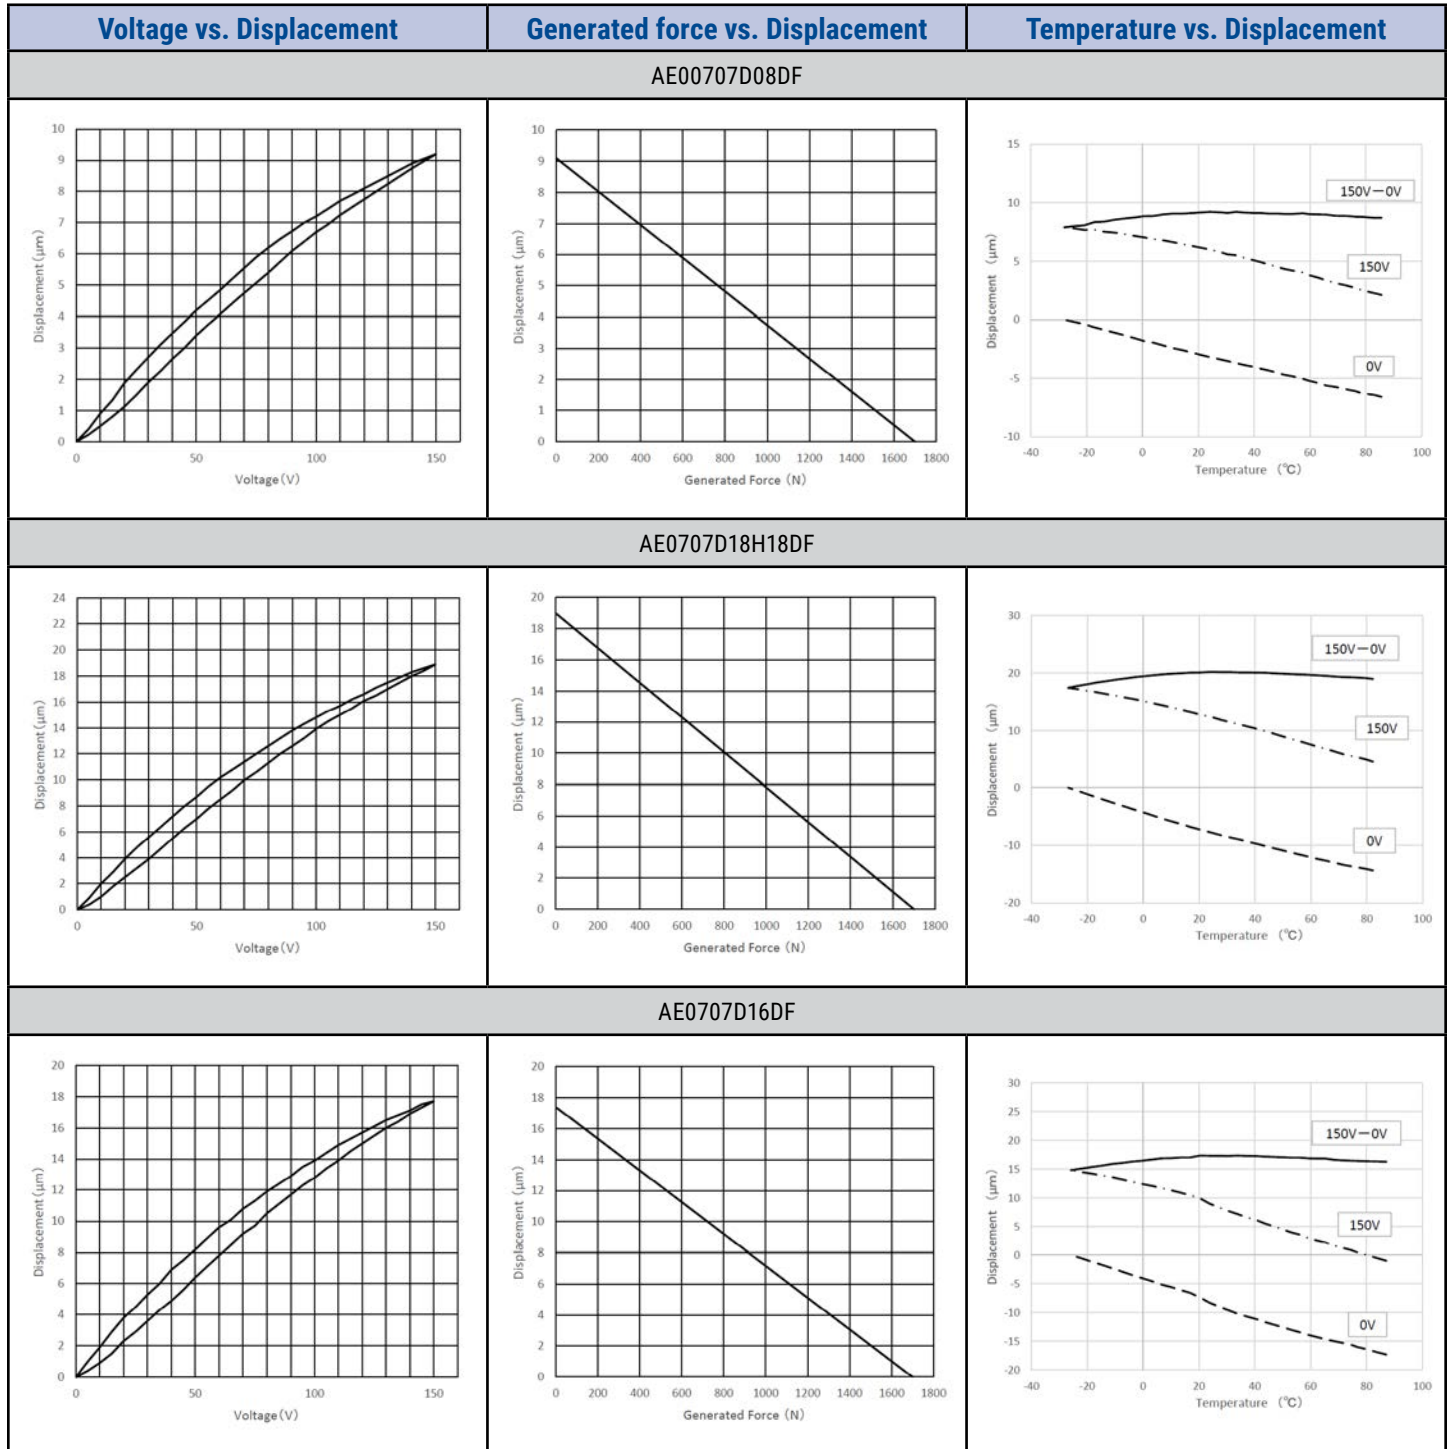 Voltage vs. Displacement
Generated force vs. Displacement
Temperature vs. Displacement
AE00707D08DF
10
9
8
7
6
5
4
3
2
1
0
Displacement (μm)
0 50 100 150
Voltage(V)
10
9
8
7
6
5
4
3
2
1
0
Displacement (μm)
0 200 400 600 800 1000 1200 1400 1600 1800
Generated Force (N)
15
10
5
0
-5
-10
Displacement (μm)
150V－0V
150V
0V
-40 -20 0 20 40 60 80 100
Temperature (℃)
AE0707D18H18DF
24
22
20
18
16
14
12
10
8
6
4
2
0
Displacement (μm)
0 50 100 150
Voltage(V)
20
18
16
14
12
10
8
6
4
2
0
Displacement (μm)
0 200 400 600 800 1000 1200 1400 1600 1800
Generated Force (N)
30
20
10
0
-10
-20
Displacement (μm)
150V－0V
150V
0V
-40 -20 0 20 40 60 80 100
Temperature (℃)
AE0707D16DF
20
18
16
14
12
10
8
6
4
2
0
Displacement (μm)
0 50 100 150
Voltage(V)
20
18
16
14
12
10
8
6
4
2
0
Displacement (μm)
0 200 400 600 800 1000 1200 1400 1600 1800
Generated Force (N)
30
25
20
15
10
5
0
-5
-10
-15
-20
Displacement (μm)
150V－0V
150V
0V
-40 -20 0 20 40 60 80 100
Temperature (℃)